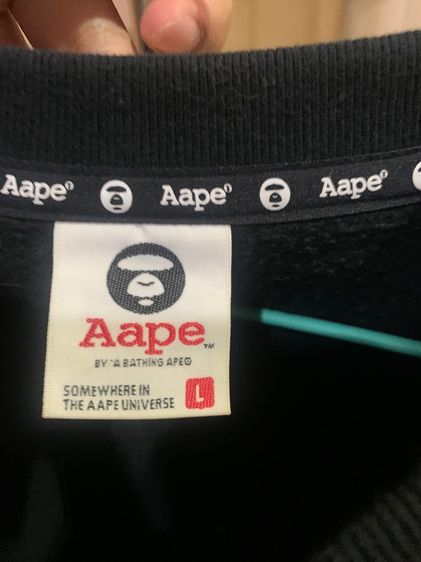 Aape Aape Aape
Aape™
BY *A BATHING APE®
SOMEWHERE IN
THE AAPE UNIVERSE
L